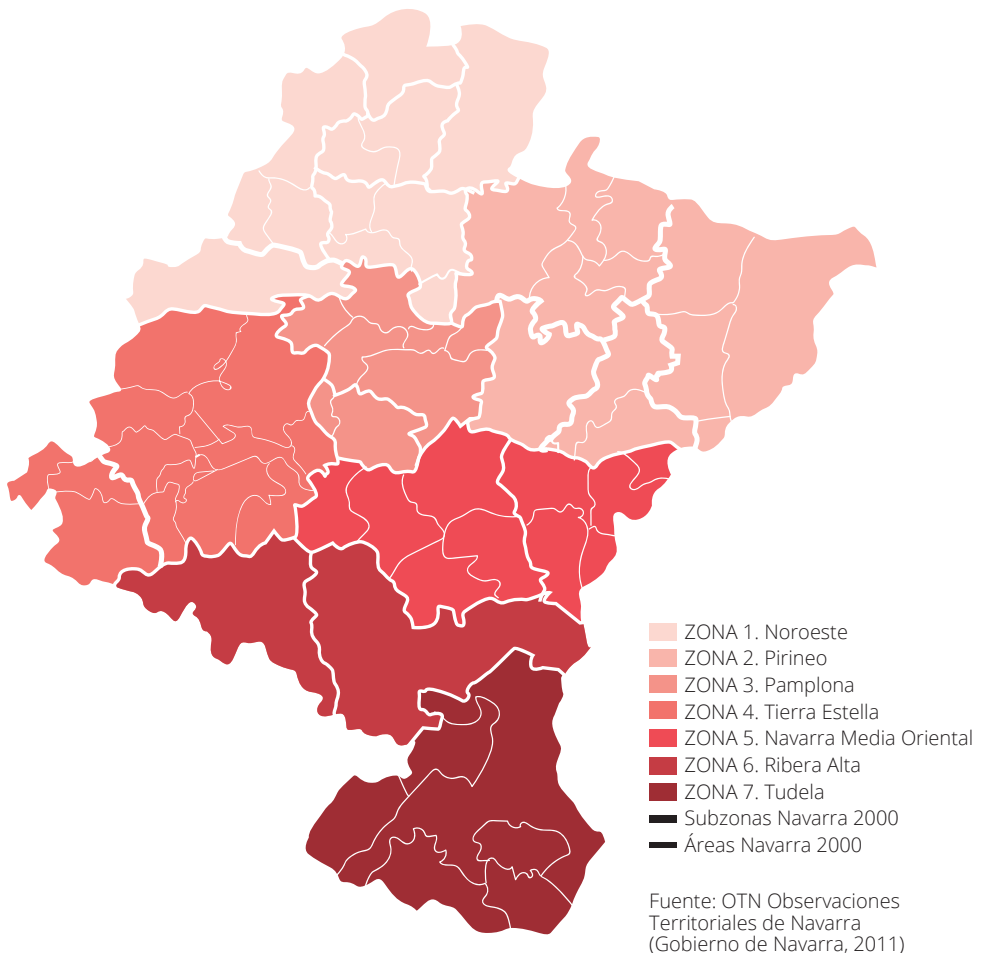 ZONA 1. Noroeste
ZONA 2. Pirineo
ZONA 3. Pamplona
ZONA 4. Tierra Estella
ZONA 5. Navarra Media Oriental
ZONA 6. Ribera Alta
ZONA 7. Tudela
Subzonas Navarra 2000
Áreas Navarra 2000
Fuente: OTN Observaciones
Territoriales de Navarra
(Gobierno de Navarra, 2011)